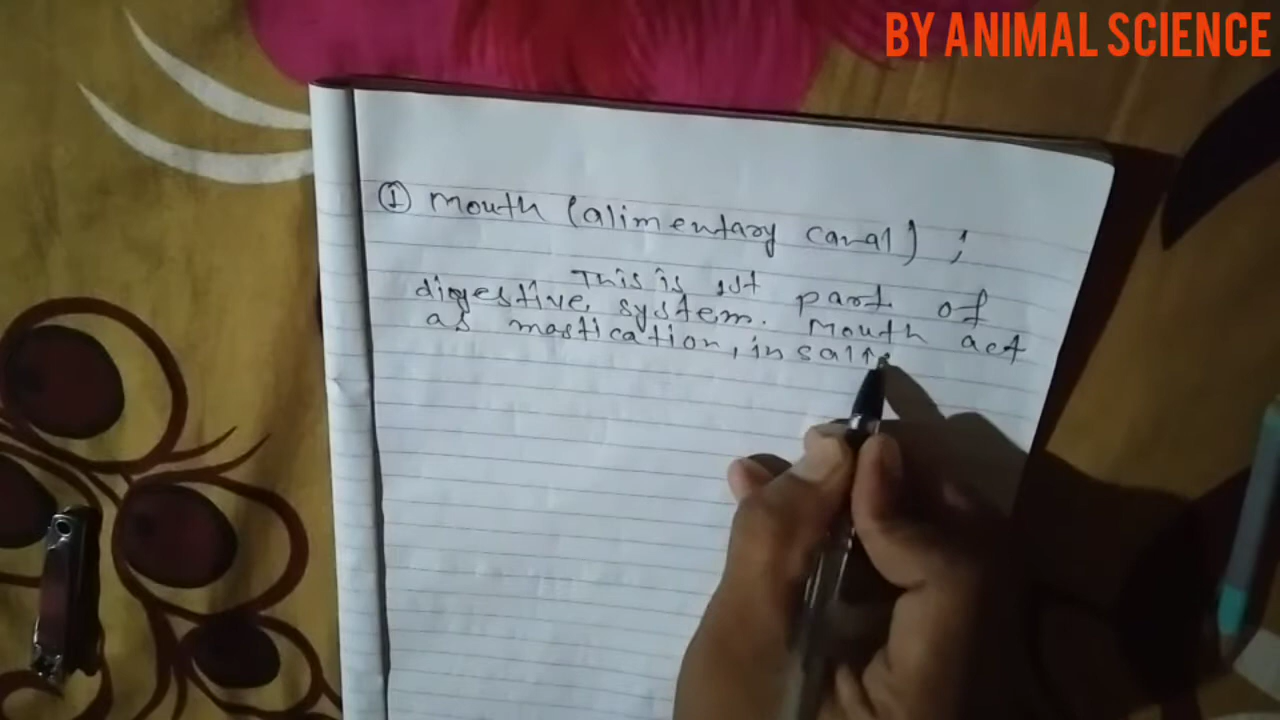 BY ANIMAL SCIENCE
① Mouth (alimentary canal) ;
This is 1st part of
digestive system. Mouth act
as mastication, insali